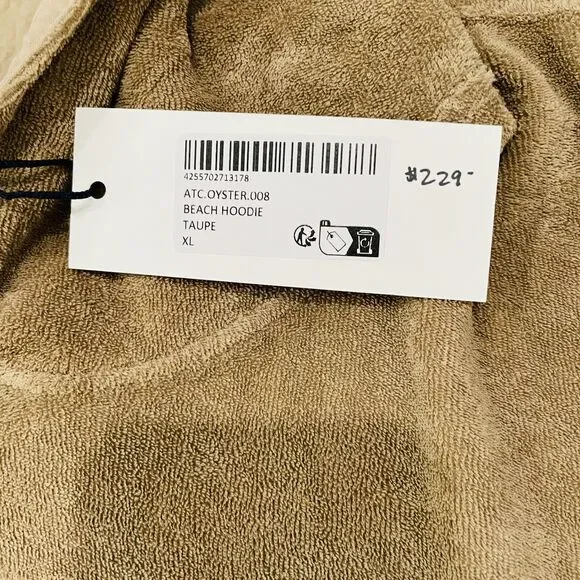 4255702713178
$229-
ATC.OYSTER.008
BEACH HOODIE
TAUPE
XL